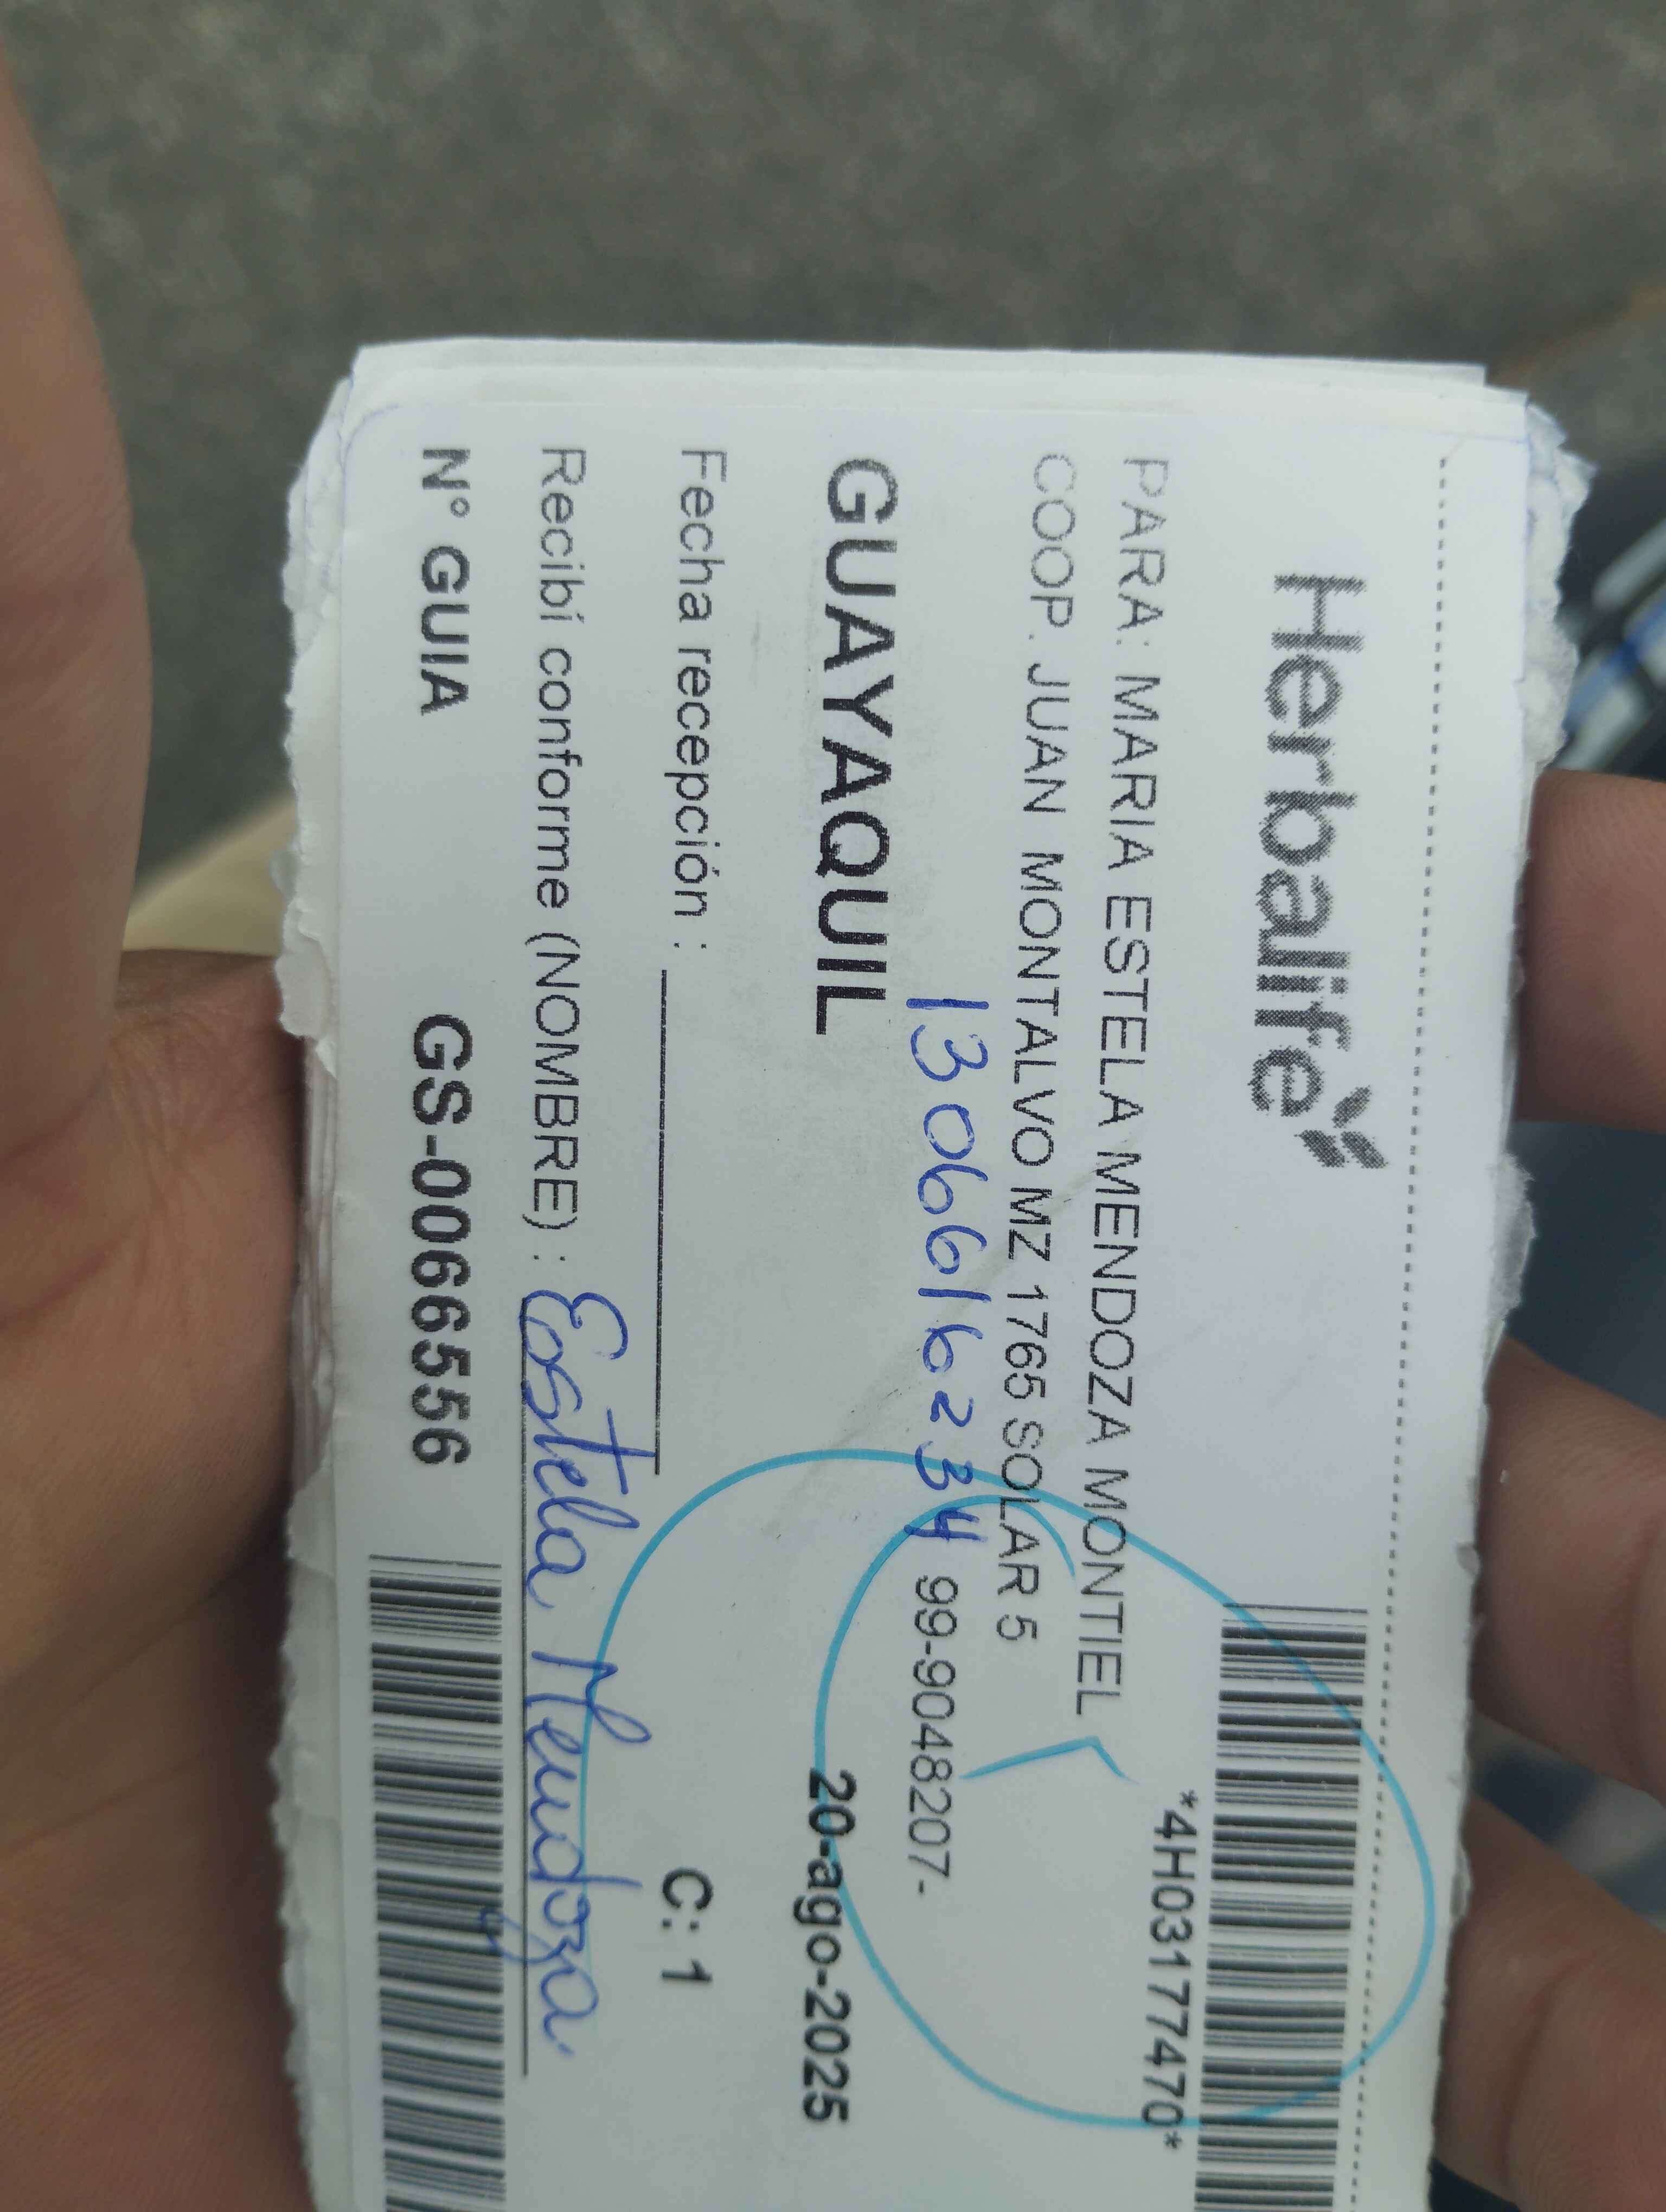 Herbalife
*4H03177470*
PARA: MARIA ESTELA MENDOZA MONTIEL
COOP. JUAN MONTALVO MZ 1765 SOLAR 5
1306616234 99-9048207-
GUAYAQUIL 20-ago-2025
Fecha recepción : C: 1
Recibí conforme (NOMBRE) : Estela Mendoza
N° GUIA GS-0066556